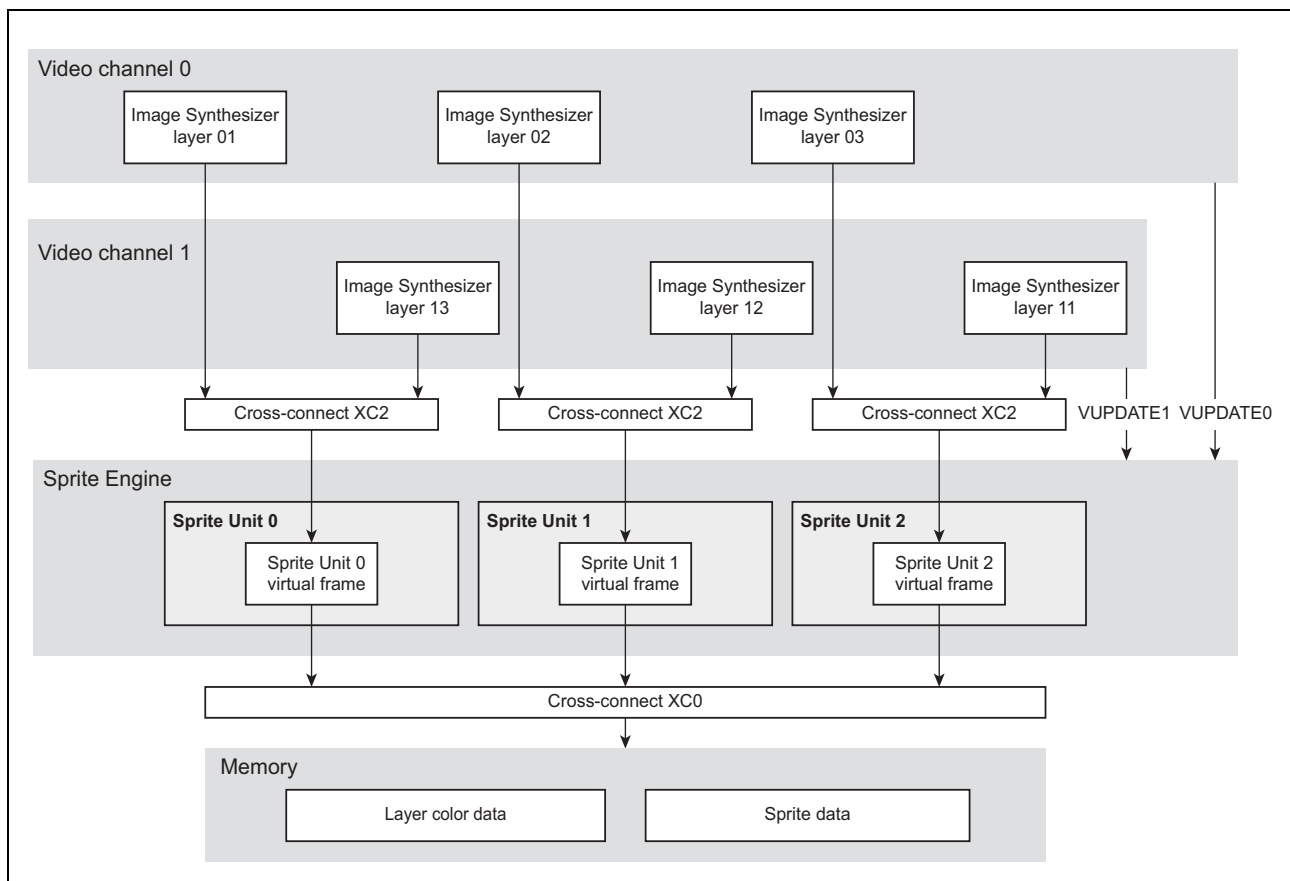 Video channel 0
Image Synthesizer
layer 01
Image Synthesizer
layer 02
Image Synthesizer
layer 03
Video channel 1
Image Synthesizer
layer 13
Image Synthesizer
layer 12
Image Synthesizer
layer 11
Cross-connect XC2
Cross-connect XC2
Cross-connect XC2
VUPDATE1
VUPDATE0
Sprite Engine
Sprite Unit 0
Sprite Unit 0
virtual frame
Sprite Unit 1
Sprite Unit 1
virtual frame
Sprite Unit 2
Sprite Unit 2
virtual frame
Cross-connect XC0
Memory
Layer color data
Sprite data